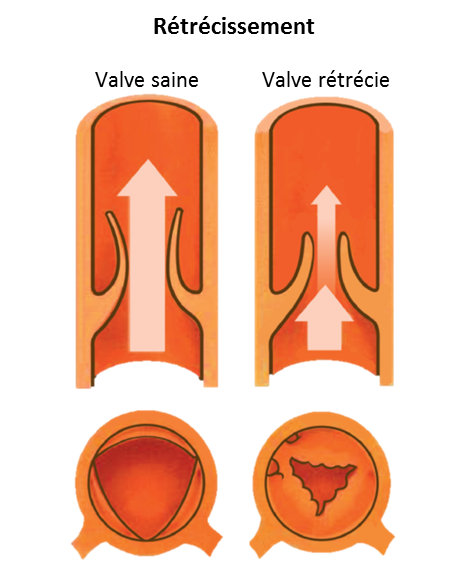 Rétrécissement
Valve saine
Valve rétrécie